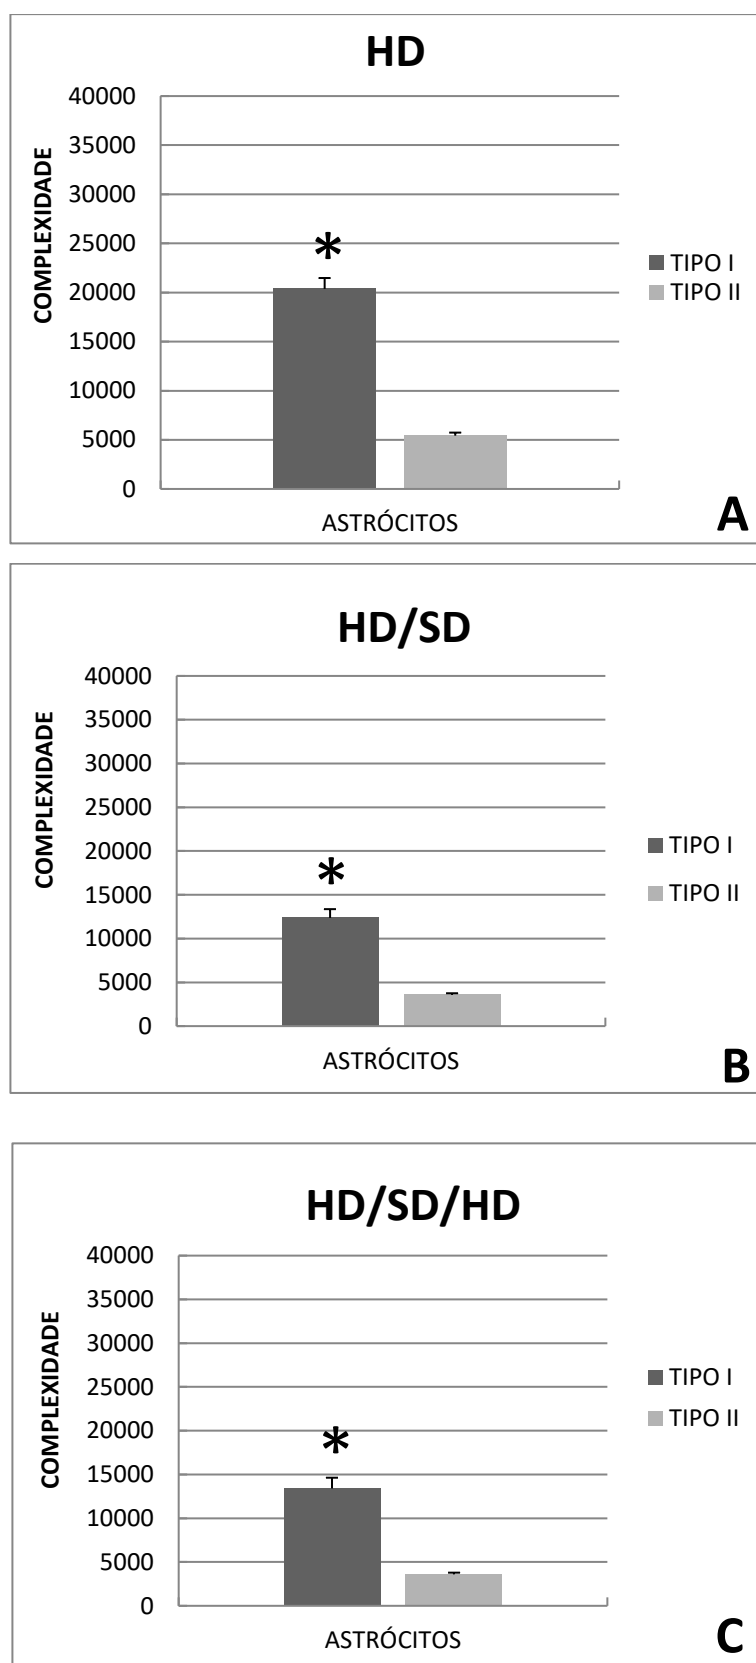 HD
40000
35000
30000
25000
20000
15000
10000
5000
0
COMPLEXIDADE
*
TIPO I
TIPO II
ASTRÓCITOS
A
HD/SD
40000
35000
30000
25000
20000
15000
10000
5000
0
COMPLEXIDADE
*
TIPO I
TIPO II
ASTRÓCITOS
B
HD/SD/HD
40000
35000
30000
25000
20000
15000
10000
5000
0
COMPLEXIDADE
*
TIPO I
TIPO II
ASTRÓCITOS
C